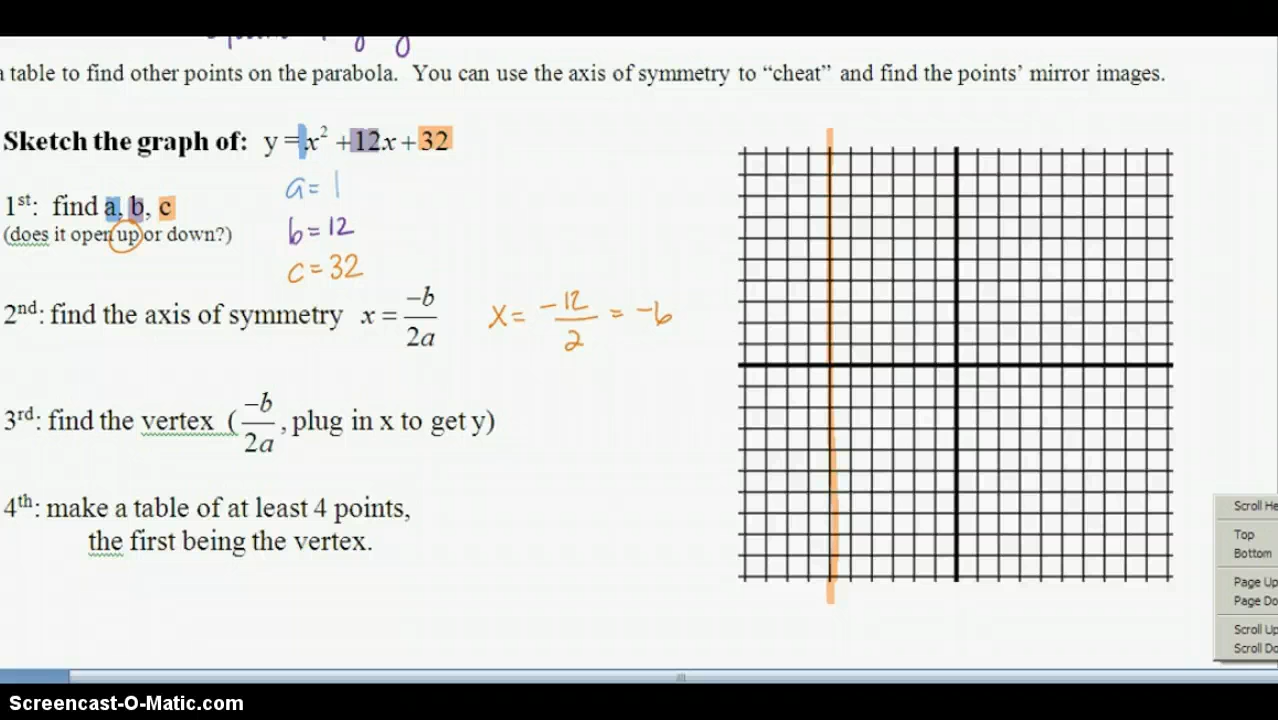 a table to find other points on the parabola. You can use the axis of symmetry to “cheat” and find the points’ mirror images.
Sketch the graph of: y = x² + 12x + 32
a = 1
1st: find a, b, c
(does it open up or down?)
b = 12
c = 32
2nd: find the axis of symmetry x = -b/2a
x = -12/2 = -6
3rd: find the vertex (-b/2a, plug in x to get y)
4th: make a table of at least 4 points,
the first being the vertex.
Scroll He
Top
Bottom
Page Up
Page Do
Scroll Up
Scroll Do
Screencast-O-Matic.com